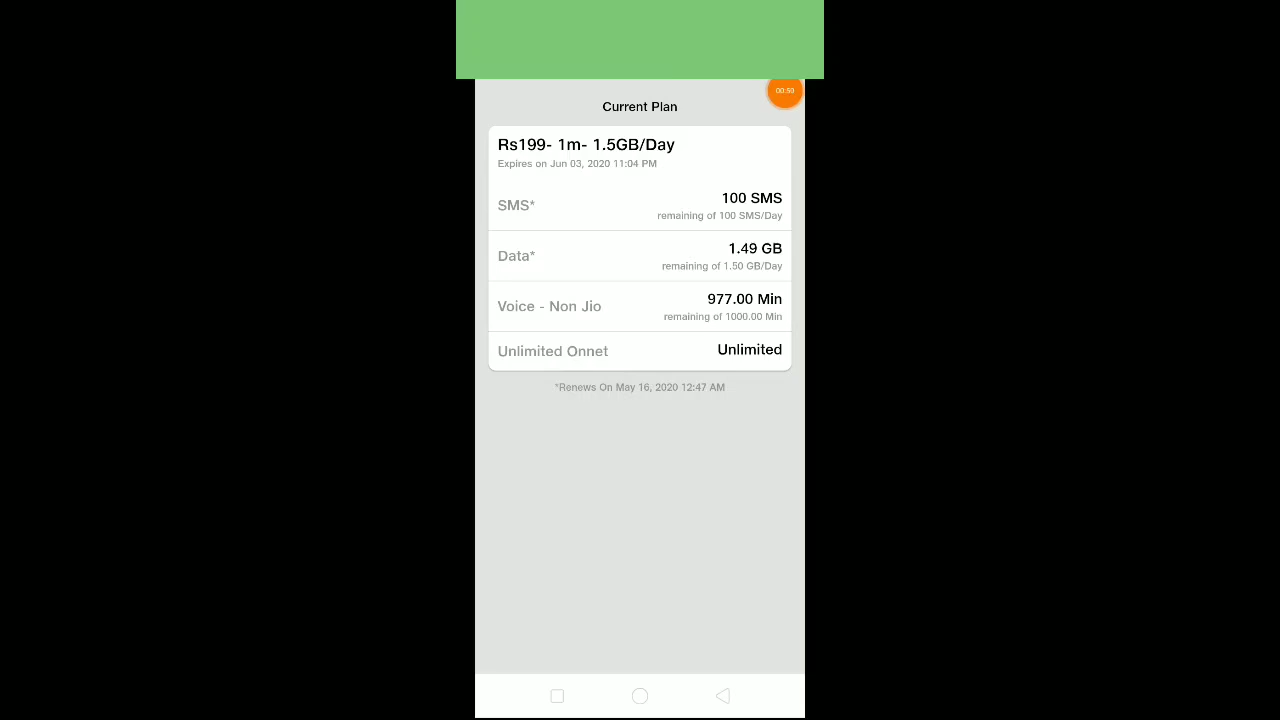 00:50
Current Plan
Rs199- 1m- 1.5GB/Day
Expires on Jun 03, 2020 11:04 PM
SMS*
100 SMS
remaining of 100 SMS/Day
Data*
1.49 GB
remaining of 1.50 GB/Day
Voice - Non Jio
977.00 Min
remaining of 1000.00 Min
Unlimited Onnet
Unlimited
*Renews On May 16, 2020 12:47 AM